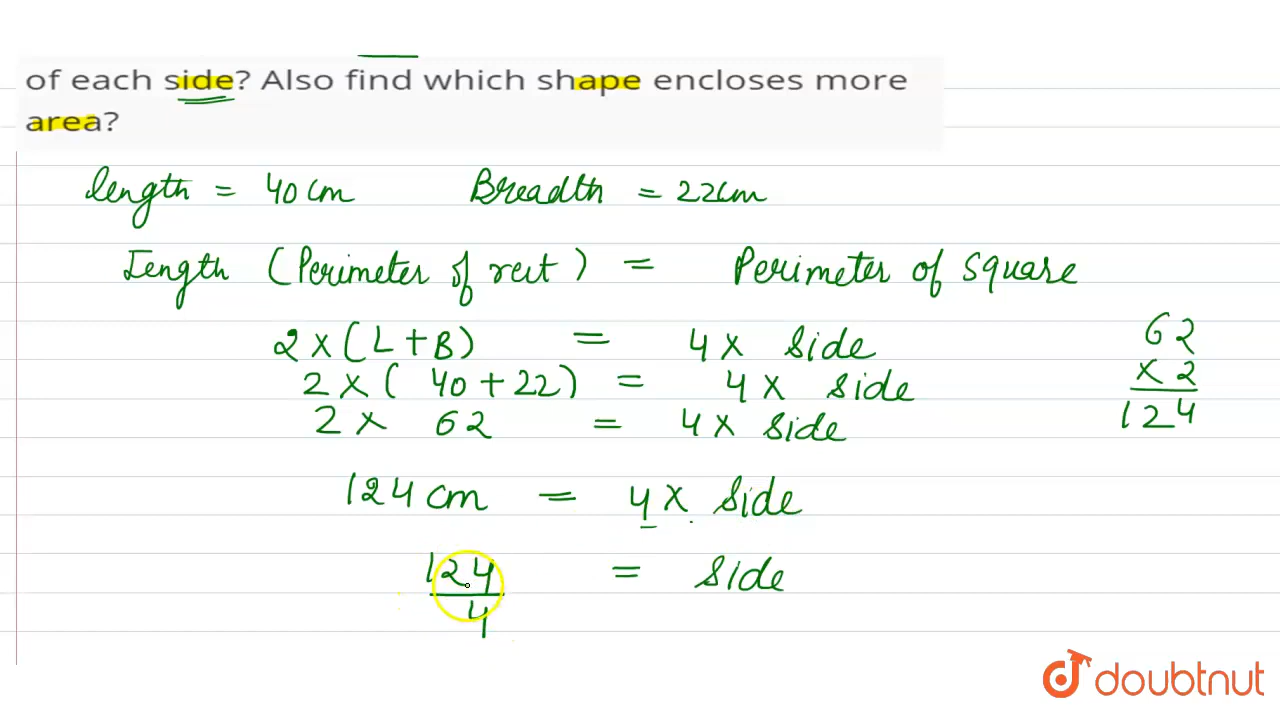 of each side? Also find which shape encloses more
area?
length = 40 cm Breadth = 22cm
Length (Perimeter of rect) = Perimeter of square
2 × (L + B) = 4 × side
2 × ( 40 + 22) = 4 × side
2 × 62 = 4 × side
62
× 2
124
124 cm = 4 × side
124/4 = side
doubtnut